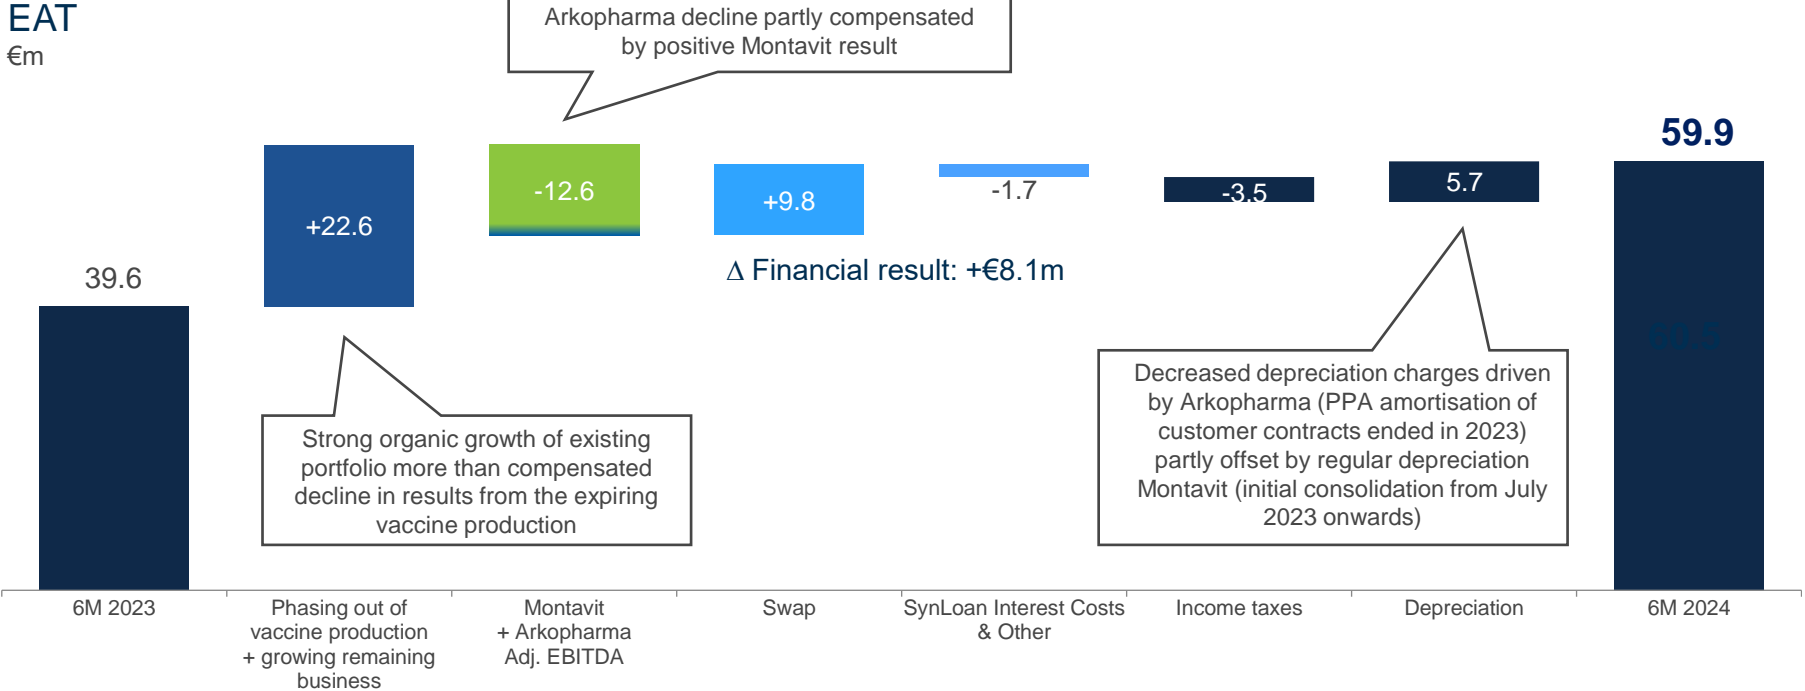 EAT
€m
Arkopharma decline partly compensated
by positive Montavit result
59.9
-12.6
5.7
+9.8
-1.7
-3.5
+22.6
Δ Financial result: +€8.1m
39.6
60.5
Decreased depreciation charges driven
by Arkopharma (PPA amortisation of
customer contracts ended in 2023)
partly offset by regular depreciation
Montavit (initial consolidation from July
2023 onwards)
Strong organic growth of existing
portfolio more than compensated
decline in results from the expiring
vaccine production
6M 2023
Phasing out of
vaccine production
+ growing remaining
business
Montavit
+ Arkopharma
Adj. EBITDA
Swap
SynLoan Interest Costs
& Other
Income taxes
Depreciation
6M 2024